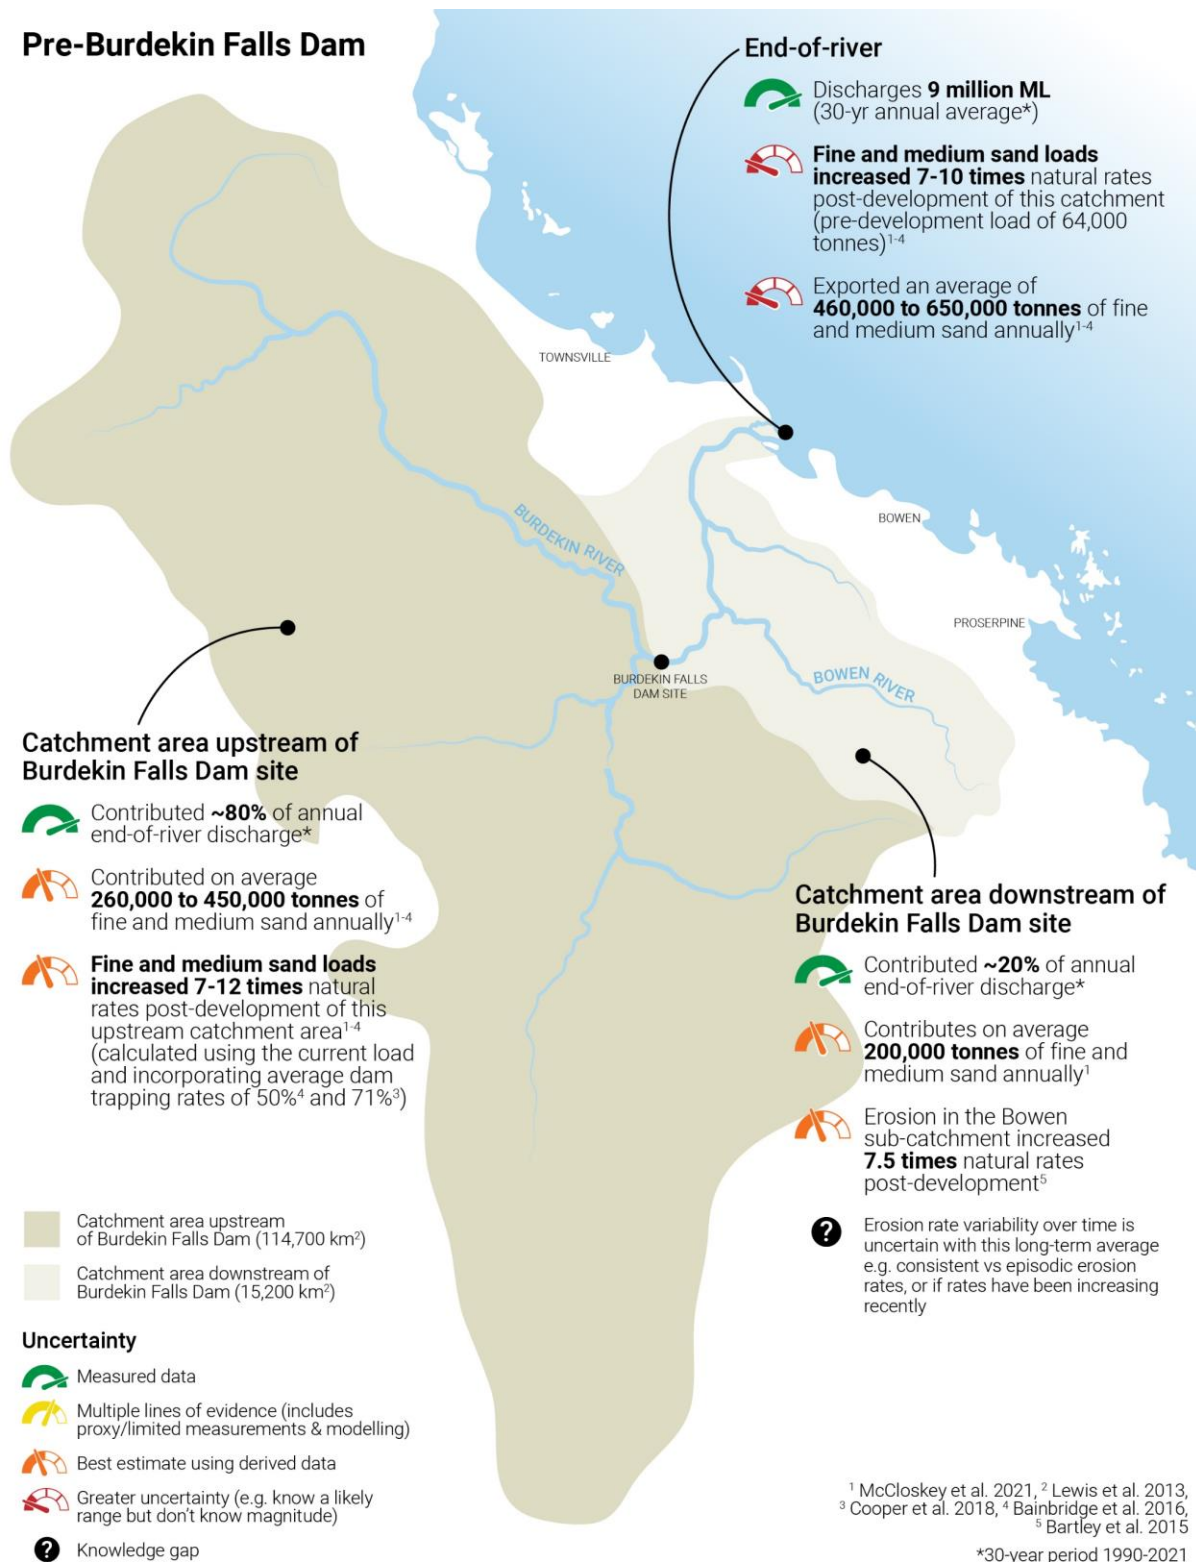 Pre-Burdekin Falls Dam
End-of-river
Discharges 9 million ML
(30-yr annual average*)
Fine and medium sand loads
increased 7-10 times natural rates
post-development of this catchment
(pre-development load of 64,000
tonnes)¹⁻⁴
Exported an average of
460,000 to 650,000 tonnes of fine
and medium sand annually¹⁻⁴
TOWNSVILLE
BOWEN
PROSERPINE
BURDEKIN RIVER
BURDEKIN FALLS
DAM SITE
BOWEN RIVER
Catchment area upstream of
Burdekin Falls Dam site
Contributed ~80% of annual
end-of-river discharge*
Contributed on average
260,000 to 450,000 tonnes of
fine and medium sand annually¹⁻⁴
Fine and medium sand loads
increased 7-12 times natural
rates post-development of this
upstream catchment area¹⁻⁴
(calculated using the current load
and incorporating average dam
trapping rates of 50%⁴ and 71%³)
Catchment area downstream of
Burdekin Falls Dam site
Contributed ~20% of annual
end-of-river discharge*
Contributes on average
200,000 tonnes of fine and
medium sand annually¹
Erosion in the Bowen
sub-catchment increased
7.5 times natural rates
post-development⁵
?
Erosion rate variability over time is
uncertain with this long-term average
e.g. consistent vs episodic erosion
rates, or if rates have been increasing
recently
Catchment area upstream
of Burdekin Falls Dam (114,700 km²)
Catchment area downstream of
Burdekin Falls Dam (15,200 km²)
Uncertainty
Measured data
Multiple lines of evidence (includes
proxy/limited measurements & modelling)
Best estimate using derived data
Greater uncertainty (e.g. know a likely
range but don't know magnitude)
?
Knowledge gap
¹ McCloskey et al. 2021, ² Lewis et al. 2013,
³ Cooper et al. 2018, ⁴ Bainbridge et al. 2016,
⁵ Bartley et al. 2015
*30-year period 1990-2021